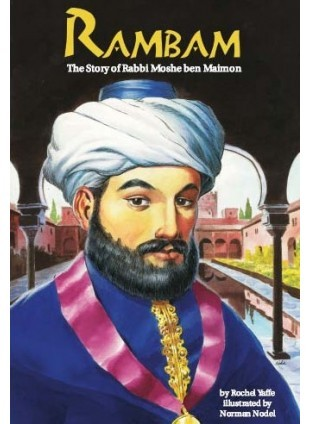 RAMBAM
The Story of Rabbi Moshe ben Maimon
by Rochel Yaffe
illustrated by
Norman Nodel